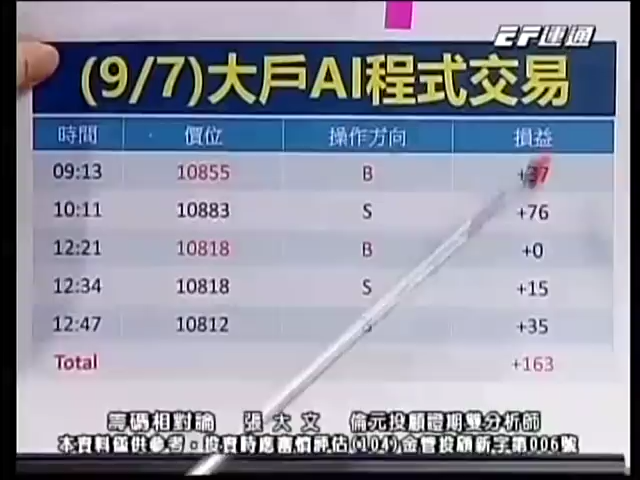 EF建通
(9/7)大戶AI程式交易
時間 價位 操作方向 損益
09:13 10855 B +37
10:11 10883 S +76
12:21 10818 B +0
12:34 10818 S +15
12:47 10812 S +35
Total +163
籌碼相對論 張大文 倫元投顧證期雙分析師
本資料僅供參考，投資時應審慎評估(104)金管投顧新字第006號